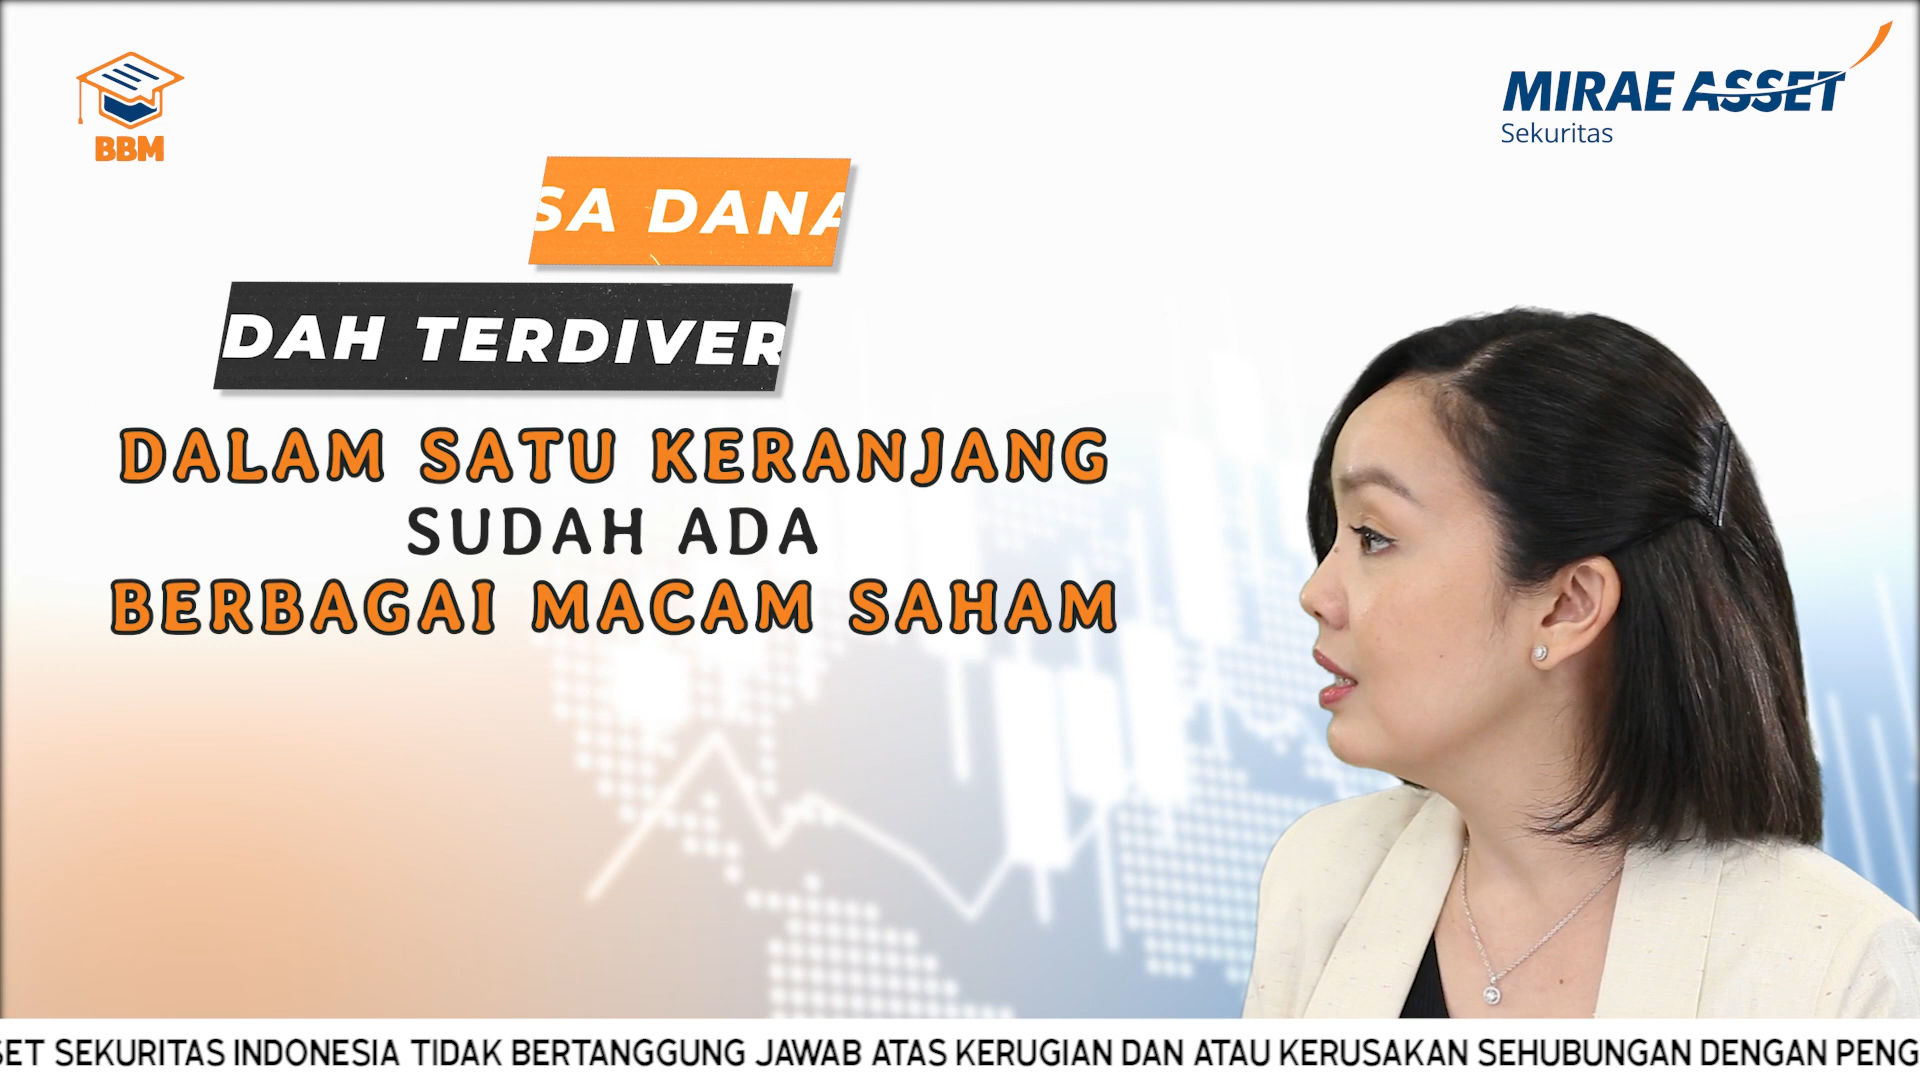 BBM
MIRAE ASSET
Sekuritas
SA DANA
DAH TERDIVER
DALAM SATU KERANJANG
SUDAH ADA
BERBAGAI MACAM SAHAM
SET SEKURITAS INDONESIA TIDAK BERTANGGUNG JAWAB ATAS KERUGIAN DAN ATAU KERUSAKAN SEHUBUNGAN DENGAN PENG